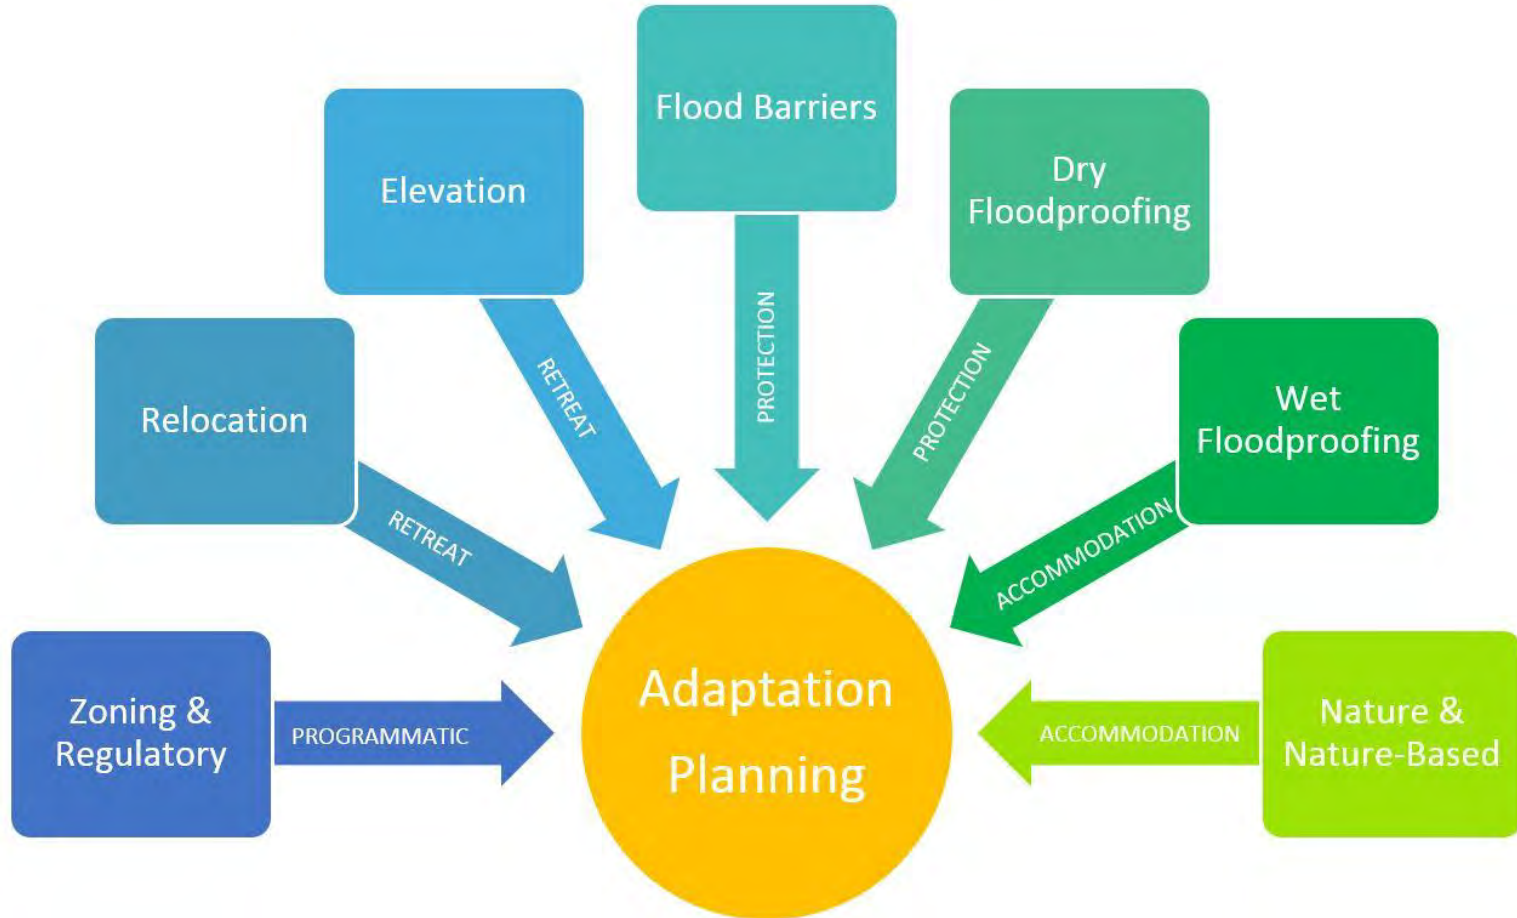 Flood Barriers
Elevation
Dry
Floodproofing
Relocation
Wet
Floodproofing
Zoning &
Regulatory
Nature &
Nature-Based
PROGRAMMATIC
RETREAT
RETREAT
PROTECTION
PROTECTION
ACCOMMODATION
ACCOMMODATION
Adaptation
Planning